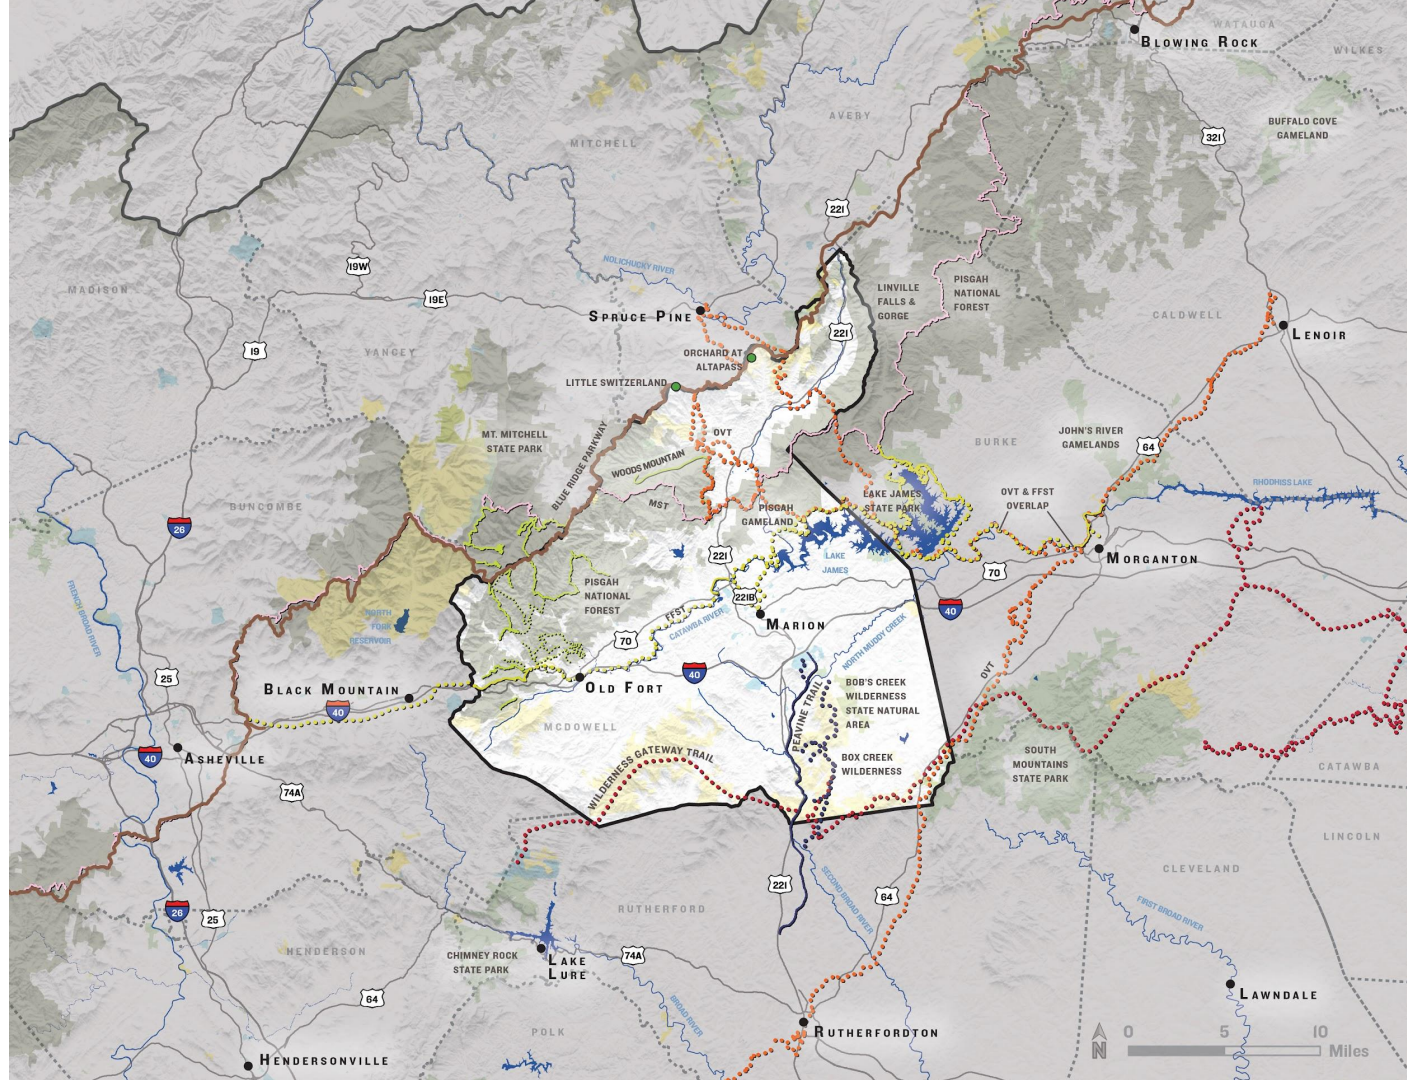 WATAUGA
BLOWING ROCK
WILKES
AVERY
BUFFALO COVE
GAMELAND
321
MITCHELL
221
NOLICHUCKY RIVER
19W
19E
MADISON
LINVILLE
FALLS &
GORGE
PISGAH
NATIONAL
FOREST
CALDWELL
SPRUCE PINE
221
LENOIR
19
YANCEY
ORCHARD AT
ALTAPASS
LITTLE SWITZERLAND
MT. MITCHELL
STATE PARK
BLUE RIDGE PARKWAY
OVT
WOODS MOUNTAIN
MST
BURKE
JOHN'S RIVER
GAMELANDS
64
RHODHISS LAKE
BUNCOMBE
26
PISGAH
GAMELAND
LAKE JAMES
STATE PARK
OVT & FFST
OVERLAP
221
LAKE
JAMES
MORGANTON
70
FRENCH BROAD RIVER
NORTH
FORK
RESERVOIR
PISGAH
NATIONAL
FOREST
221B
40
FFST
CATAWBA RIVER
MARION
70
NORTH MUDDY CREEK
25
BLACK MOUNTAIN
40
OLD FORT
40
OVT
PEAVINE TRAIL
BOB'S CREEK
WILDERNESS
STATE NATURAL
AREA
MCDOWELL
40
ASHEVILLE
WILDERNESS GATEWAY TRAIL
BOX CREEK
WILDERNESS
SOUTH
MOUNTAINS
STATE PARK
CATAWBA
74A
LINCOLN
CLEVELAND
221
SECOND BROAD RIVER
64
FIRST BROAD RIVER
26
25
RUTHERFORD
HENDERSON
CHIMNEY ROCK
STATE PARK
LAKE
LURE
74A
64
BROAD RIVER
LAWNDALE
POLK
RUTHERFORDTON
HENDERSONVILLE
N
0 5 10
Miles